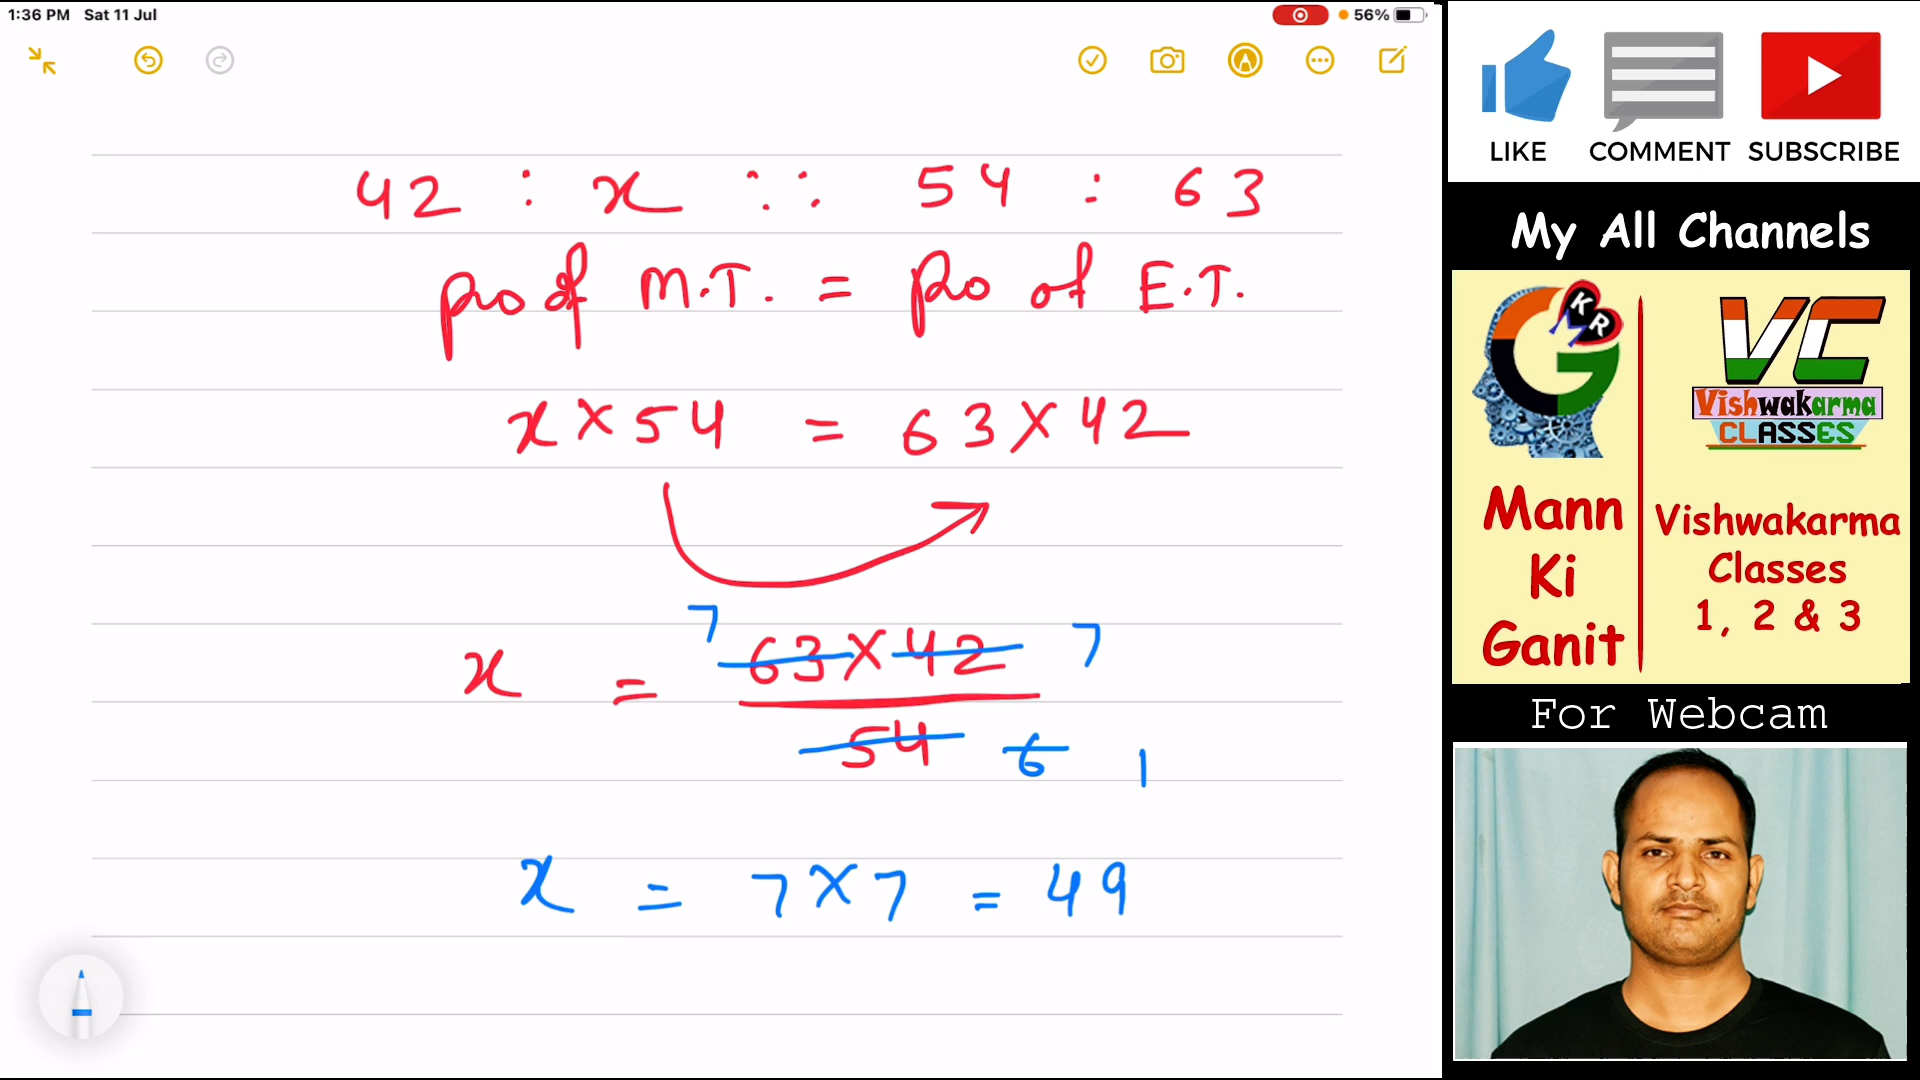 1:36 PM Sat 11 Jul 56%
42 : x :: 54 : 63
pro of M.T. = pro of E.T.
x × 54 = 63 × 42
7 63 × 42 7
x =
54 6 1
x = 7 × 7 = 49
LIKE COMMENT SUBSCRIBE
My All Channels
K R
G
VC
Vishwakarma
CLASSES
Mann
Ki
Ganit
Vishwakarma
Classes
1, 2 & 3
For Webcam